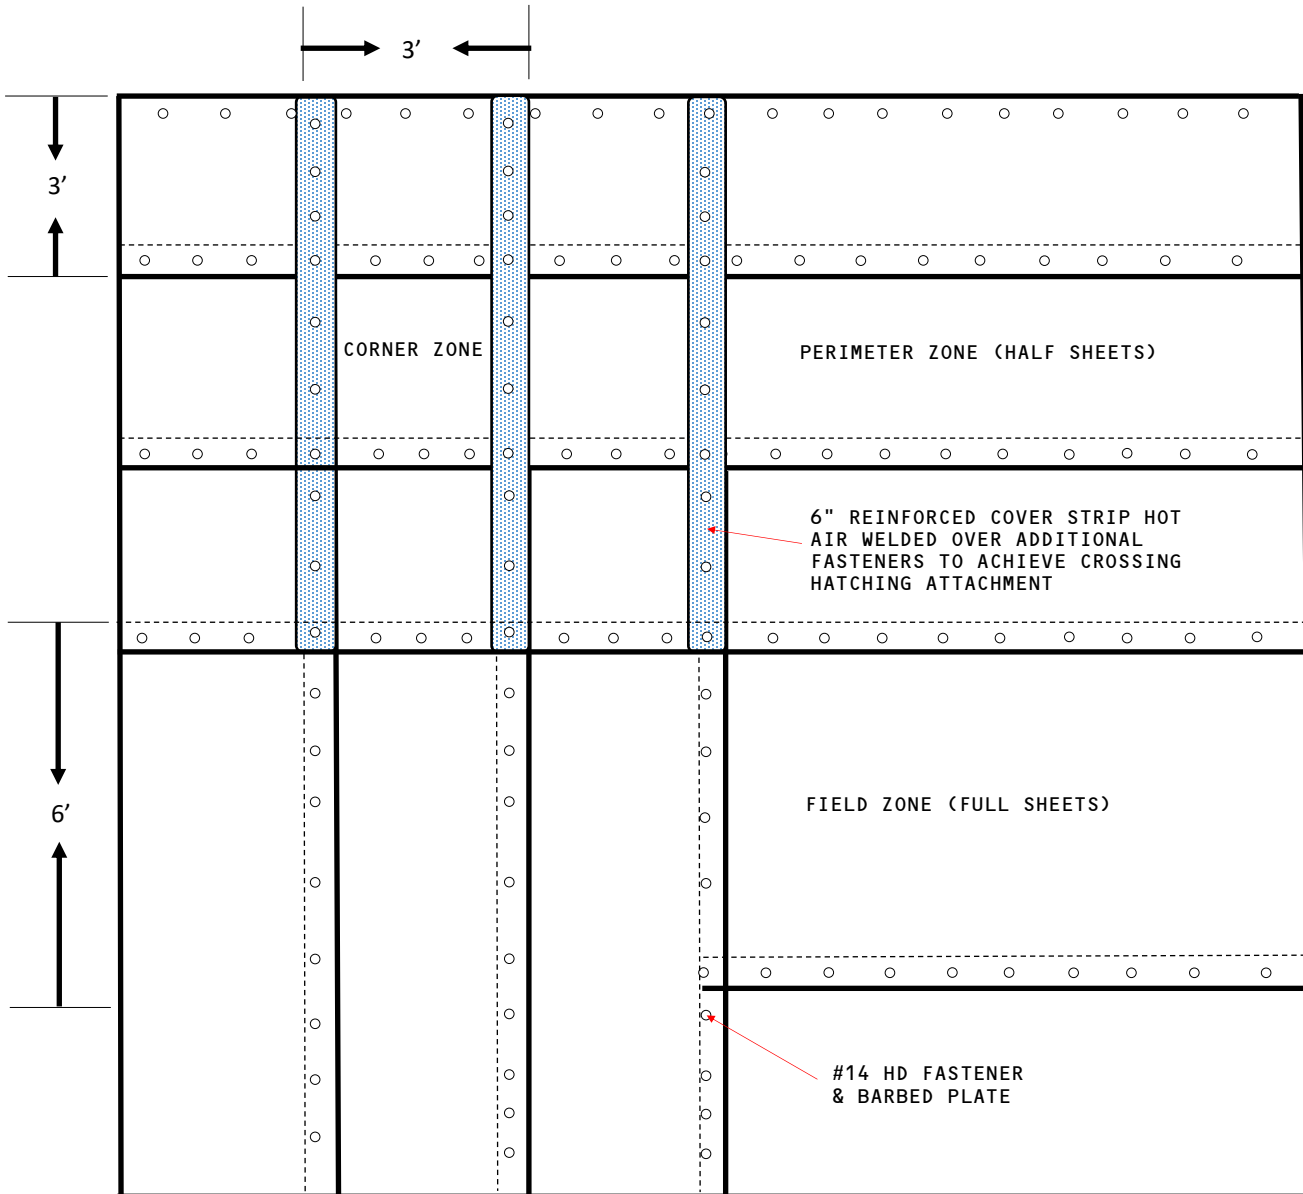 3’
3’
CORNER ZONE
PERIMETER ZONE (HALF SHEETS)
6" REINFORCED COVER STRIP HOT
AIR WELDED OVER ADDITIONAL
FASTENERS TO ACHIEVE CROSSING
HATCHING ATTACHMENT
6’
FIELD ZONE (FULL SHEETS)
#14 HD FASTENER
& BARBED PLATE